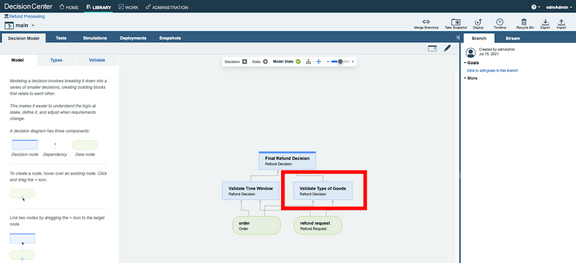 Decision Center
HOME
LIBRARY
WORK
ADMINISTRATION
odmAdmin
Refund Processing
main
Merge Branches
Take Snapshot
Deploy
Timeline
Recycle Bin
Export
Import
Decision Model
Tests
Simulations
Deployments
Snapshots
Branch
Stream
Model
Types
Validate
Decision
Data
Model State
Created by odmAdmin
Jul 15, 2021
Goals
Click to add goals to this branch
More
Modeling a decision involves breaking it down into a
series of smaller decisions, creating building blocks
that relate to each other.
This makes it easier to understand the logic at
stake, define it, and adjust when requirements
change.
A decision diagram has three components:
Decision node
Dependency
Data node
To create a node, hover over an existing node. Click
and drag the + icon.
Link two nodes by dragging the + icon to the target
node.
Final Refund Decision
Refund Decision
Validate Time Window
Refund Decision
Validate Type of Goods
Refund Decision
order
Order
refund request
Refund Request